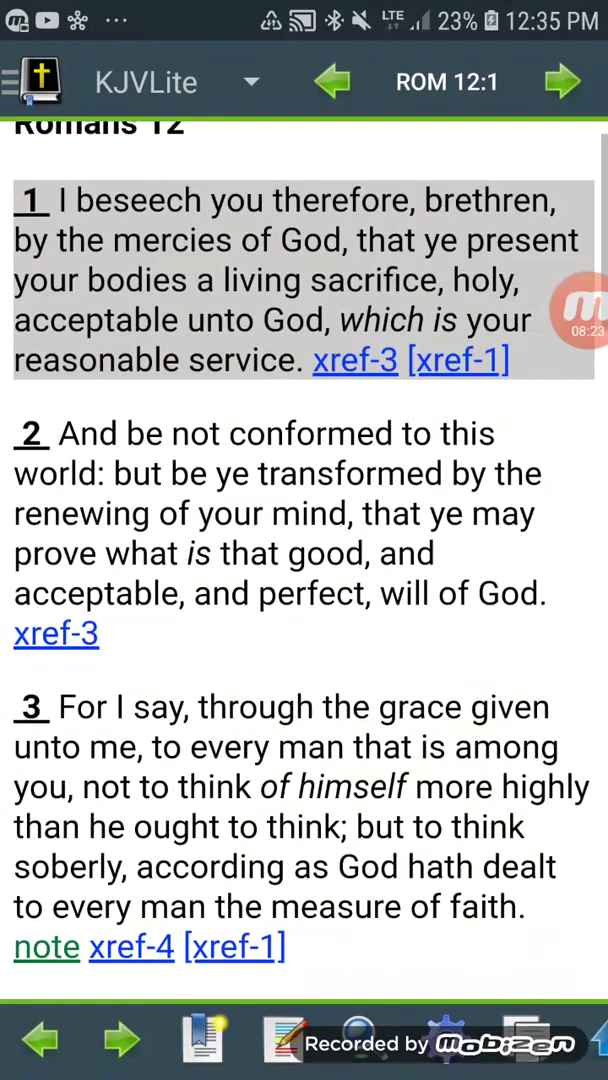 ... LTE 23% 12:35 PM
KJVLite ROM 12:1
Romans 12
1 I beseech you therefore, brethren,
by the mercies of God, that ye present
your bodies a living sacrifice, holy,
acceptable unto God, which is your
reasonable service. xref-3 [xref-1]
08:23
2 And be not conformed to this
world: but be ye transformed by the
renewing of your mind, that ye may
prove what is that good, and
acceptable, and perfect, will of God.
xref-3
3 For I say, through the grace given
unto me, to every man that is among
you, not to think of himself more highly
than he ought to think; but to think
soberly, according as God hath dealt
to every man the measure of faith.
note xref-4 [xref-1]
Recorded by mobizen